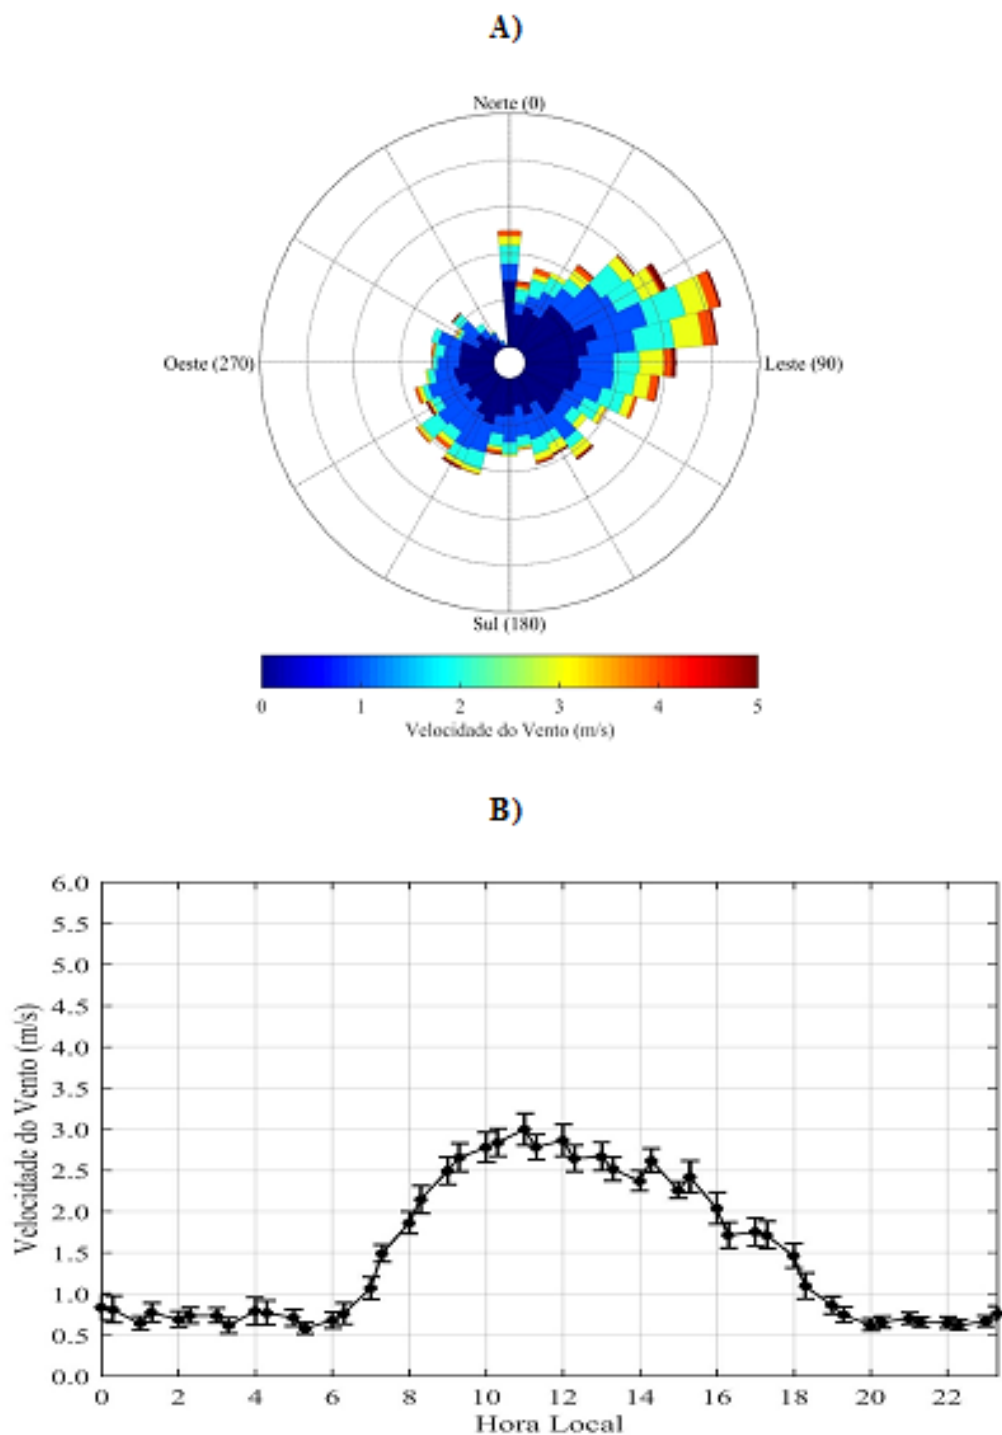 A)
Norte (0)
Oeste (270)
Leste (90)
Sul (180)
0 1 2 3 4 5
Velocidade do Vento (m/s)
B)
6.0
5.5
5.0
4.5
4.0
3.5
3.0
2.5
2.0
1.5
1.0
0.5
0.0
Velocidade do Vento (m/s)
0 2 4 6 8 10 12 14 16 18 20 22
Hora Local